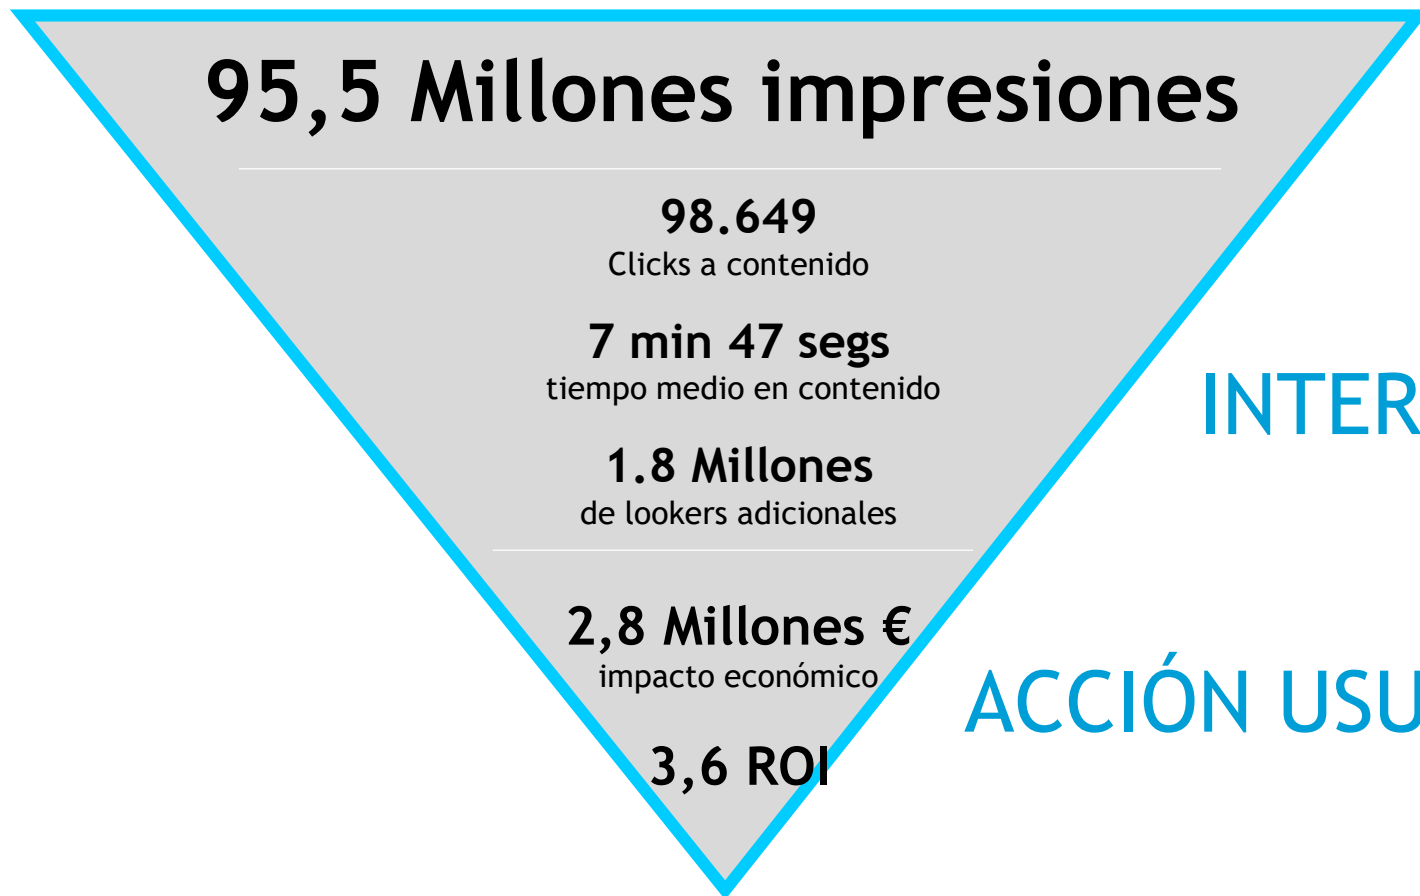 95,5 Millones impresiones
98.649
Clicks a contenido
7 min 47 segs
tiempo medio en contenido
INTER
1.8 Millones
de lookers adicionales
2,8 Millones €
impacto económico
ACCIÓN USU
3,6 ROI